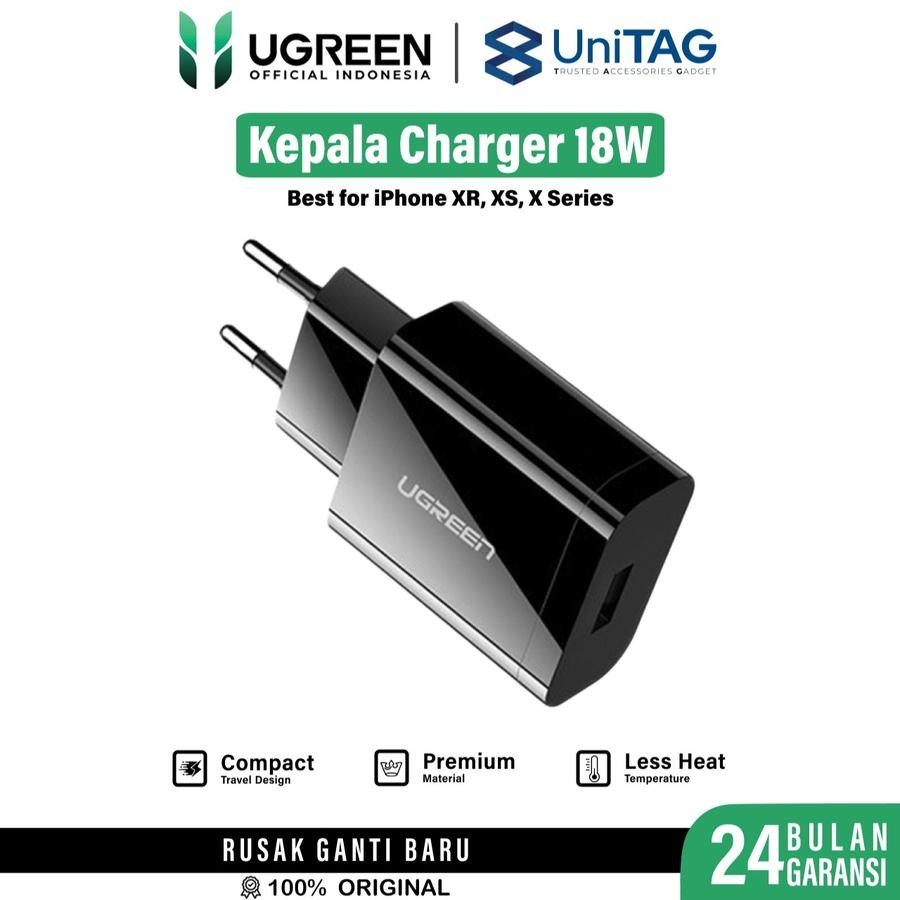 UGREEN
OFFICIAL INDONESIA
UniTAG
TRUSTED ACCESSORIES GADGET
Kepala Charger 18W
Best for iPhone XR, XS, X Series
UGREEN
Compact
Travel Design
Premium
Material
Less Heat
Temperature
RUSAK GANTI BARU
100% ORIGINAL
24 BULAN
GARANSI